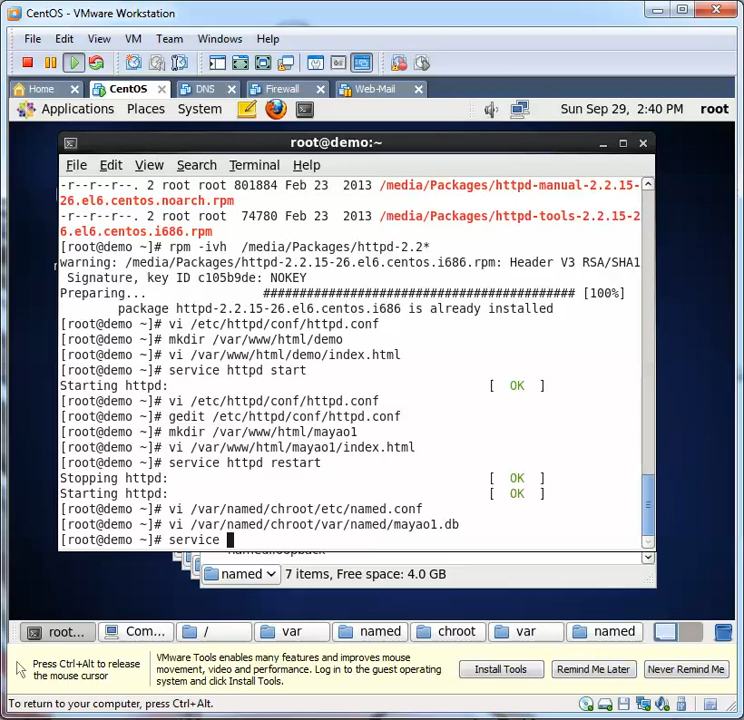 CentOS - VMware Workstation
File Edit View VM Team Windows Help
Home CentOS DNS Firewall Web-Mail
Applications Places System Sun Sep 29, 2:40 PM root
root@demo:~
File Edit View Search Terminal Help
-r--r--r--. 2 root root 801884 Feb 23 2013 /media/Packages/httpd-manual-2.2.15-
26.el6.centos.noarch.rpm
-r--r--r--. 2 root root 74780 Feb 23 2013 /media/Packages/httpd-tools-2.2.15-2
6.el6.centos.i686.rpm
[root@demo ~]# rpm -ivh /media/Packages/httpd-2.2*
warning: /media/Packages/httpd-2.2.15-26.el6.centos.i686.rpm: Header V3 RSA/SHA1
Signature, key ID c105b9de: NOKEY
Preparing... ######################################## [100%]
package httpd-2.2.15-26.el6.centos.i686 is already installed
[root@demo ~]# vi /etc/httpd/conf/httpd.conf
[root@demo ~]# mkdir /var/www/html/demo
[root@demo ~]# vi /var/www/html/demo/index.html
[root@demo ~]# service httpd start
Starting httpd: [ OK ]
[root@demo ~]# vi /etc/httpd/conf/httpd.conf
[root@demo ~]# gedit /etc/httpd/conf/httpd.conf
[root@demo ~]# mkdir /var/www/html/mayao1
[root@demo ~]# vi /var/www/html/mayao1/index.html
[root@demo ~]# service httpd restart
Stopping httpd: [ OK ]
Starting httpd: [ OK ]
[root@demo ~]# vi /var/named/chroot/etc/named.conf
[root@demo ~]# vi /var/named/chroot/var/named/mayao1.db
[root@demo ~]# service
named 7 items, Free space: 4.0 GB
root... Com... / var named chroot var named
Press Ctrl+Alt to release
the mouse cursor
VMware Tools enables many features and improves mouse
movement, video and performance. Log in to the guest operating
system and click Install Tools.
Install Tools Remind Me Later Never Remind Me
To return to your computer, press Ctrl+Alt.